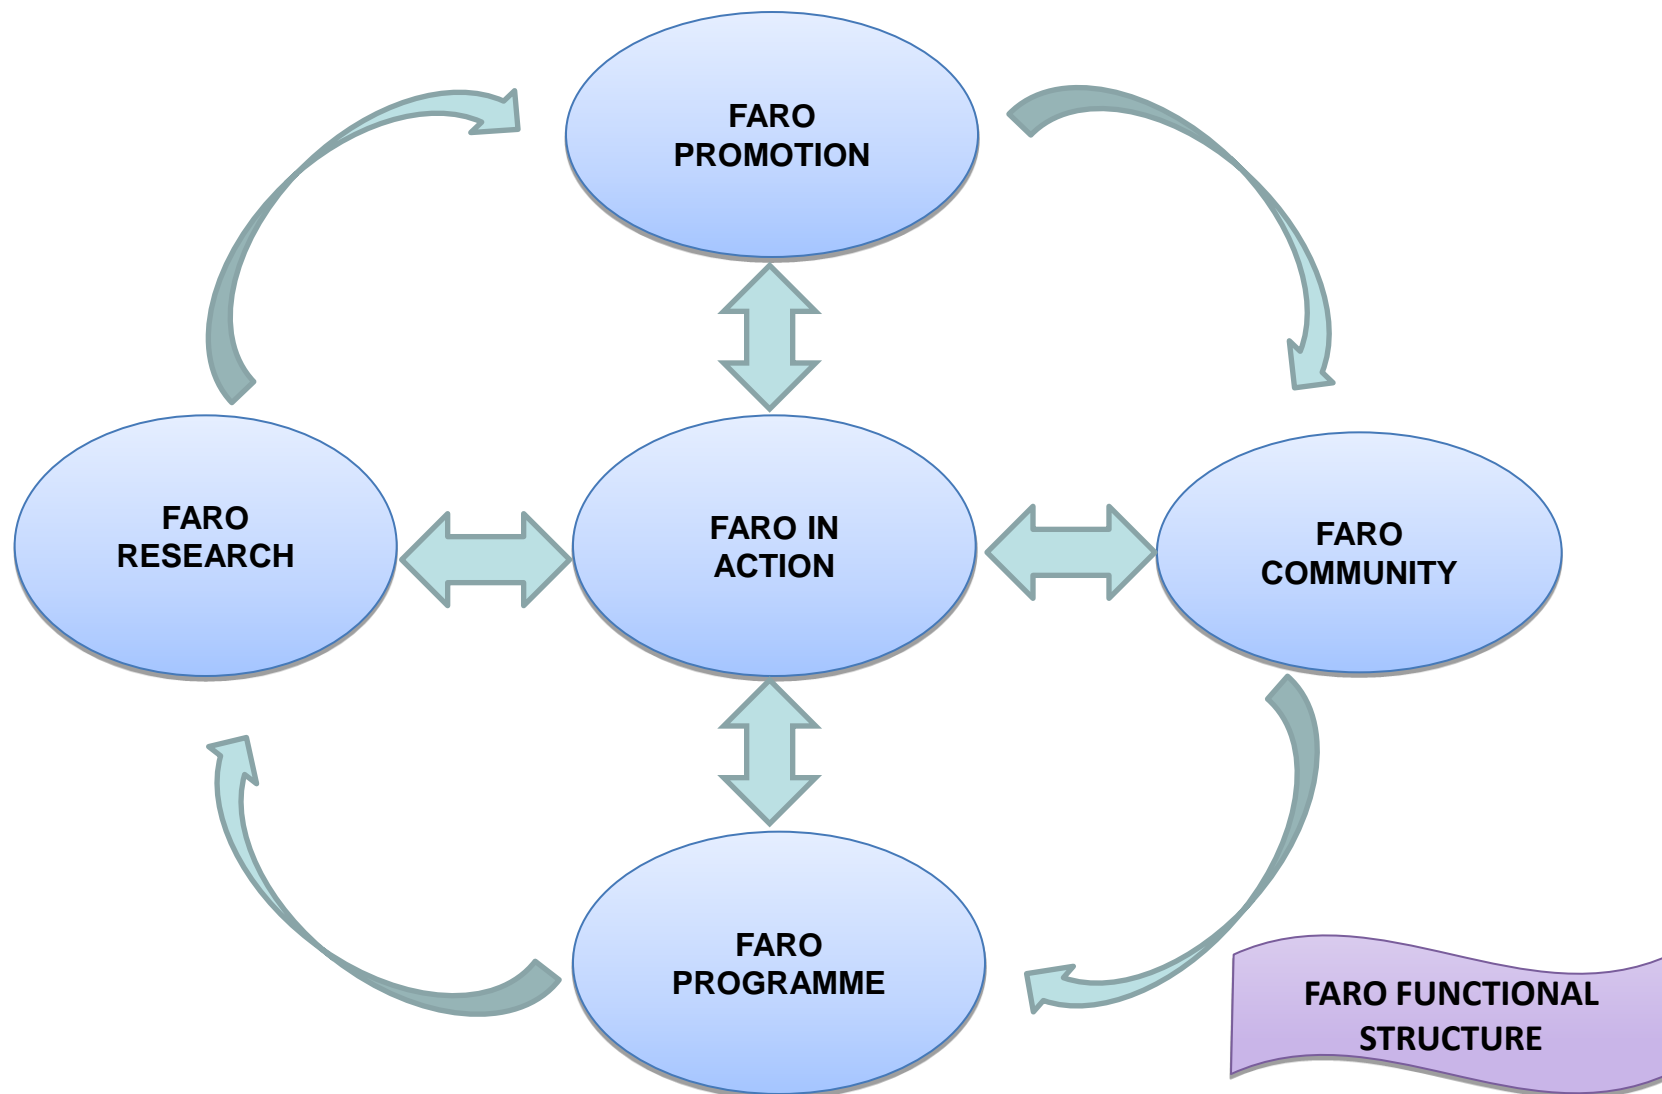 FARO
PROMOTION
FARO
RESEARCH
FARO IN
ACTION
FARO
COMMUNITY
FARO
PROGRAMME
FARO FUNCTIONAL
STRUCTURE